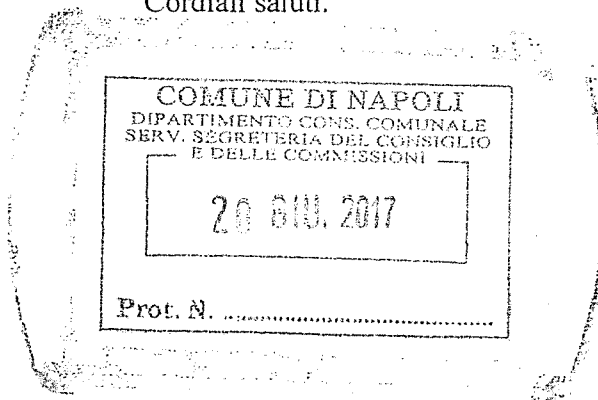 Cordiali saluti.
COMUNE DI NAPOLI
DIPARTIMENTO CONS. COMUNALE
SERV. SEGRETERIA DEL CONSIGLIO
E DELLE COMMISSIONI
20 GIU. 2017
Prot. N. ..............................